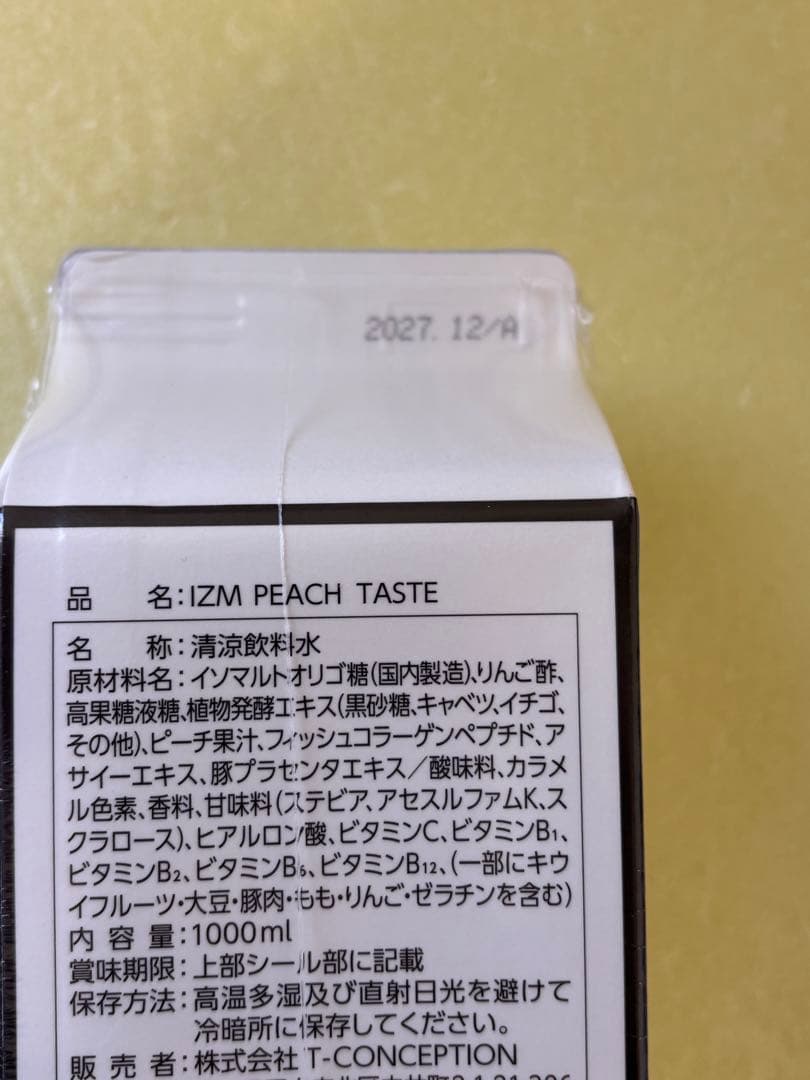 2027. 12/A
品 名:IZM PEACH TASTE
名 称:清涼飲料水
原材料名:イソマルトオリゴ糖(国内製造)、りんご酢、
高果糖液糖、植物発酵エキス(黒砂糖、キャベツ、イチゴ、
その他)、ピーチ果汁、フィッシュコラーゲンペプチド、ア
サイーエキス、豚プラセンタエキス/酸味料、カラメ
ル色素、香料、甘味料(ステビア、アセスルファムK、ス
クラロース)、ヒアルロン酸、ビタミンC、ビタミンB₁、
ビタミンB₂、ビタミンB₆、ビタミンB₁₂、(一部にキウ
イフルーツ・大豆・豚肉・もも・りんご・ゼラチンを含む)
内 容 量:1000ml
賞味期限:上部シール部に記載
保存方法:高温多湿及び直射日光を避けて
冷暗所に保存してください。
販 売 者:株式会社T-CONCEPTION